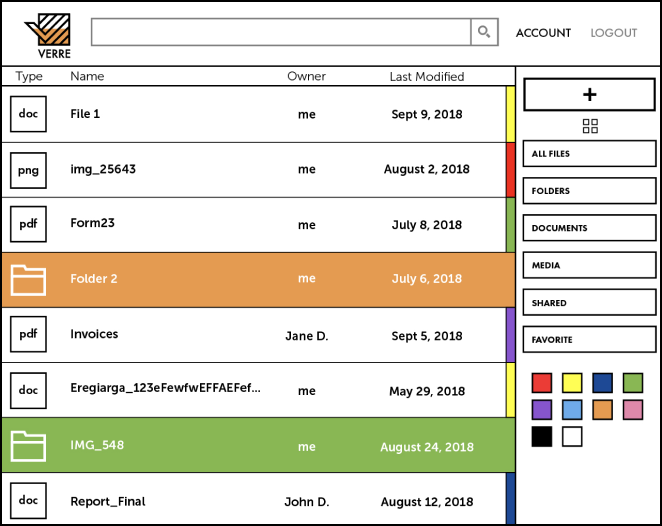 VERRE
ACCOUNT LOGOUT
Type Name Owner Last Modified
doc File 1 me Sept 9, 2018
png img_25643 me August 2, 2018
pdf Form23 me July 8, 2018
Folder 2 me July 6, 2018
pdf Invoices Jane D. Sept 5, 2018
doc Eregiarga_123eFewfwEFFAEFef... me May 29, 2018
IMG_548 me August 24, 2018
doc Report_Final John D. August 12, 2018
+
ALL FILES
FOLDERS
DOCUMENTS
MEDIA
SHARED
FAVORITE